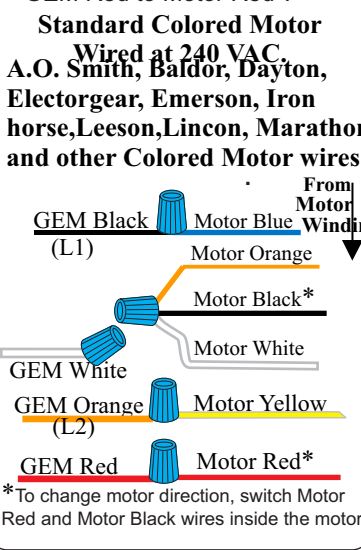 Standard Colored Motor
Wired at 240 VAC.
A.O. Smith, Baldor, Dayton,
Electorgear, Emerson, Iron
horse,Leeson,Lincon, Marathon
and other Colored Motor wires
From
Motor
GEM Black
Motor Blue
(L1)
Motor Orange
Motor Black*
Motor White
GEM White
GEM Orange
Motor Yellow
(L2)
GEM Red
Motor Red*
*To change motor direction, switch Motor
Red and Motor Black wires inside the motor